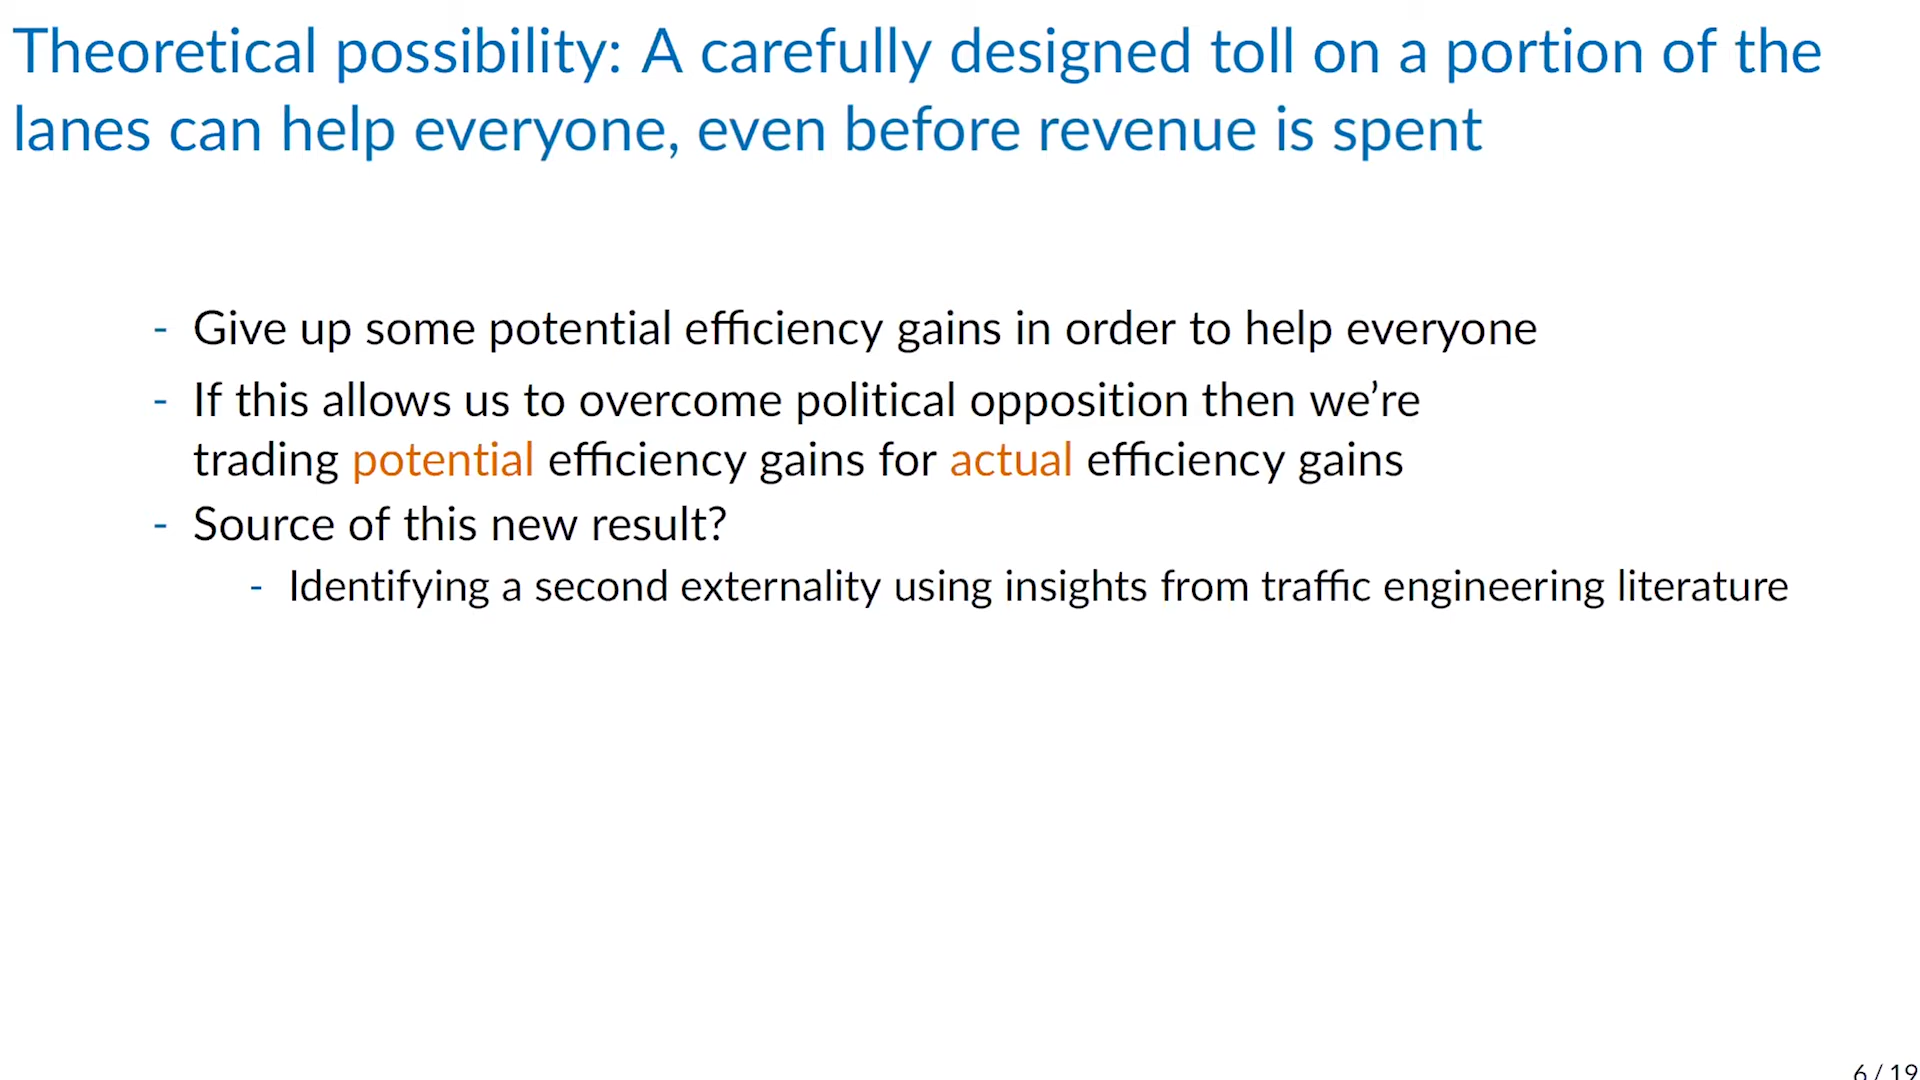 Theoretical possibility: A carefully designed toll on a portion of the
lanes can help everyone, even before revenue is spent
- Give up some potential efficiency gains in order to help everyone
- If this allows us to overcome political opposition then we’re
trading potential efficiency gains for actual efficiency gains
- Source of this new result?
- Identifying a second externality using insights from traffic engineering literature
6 / 19